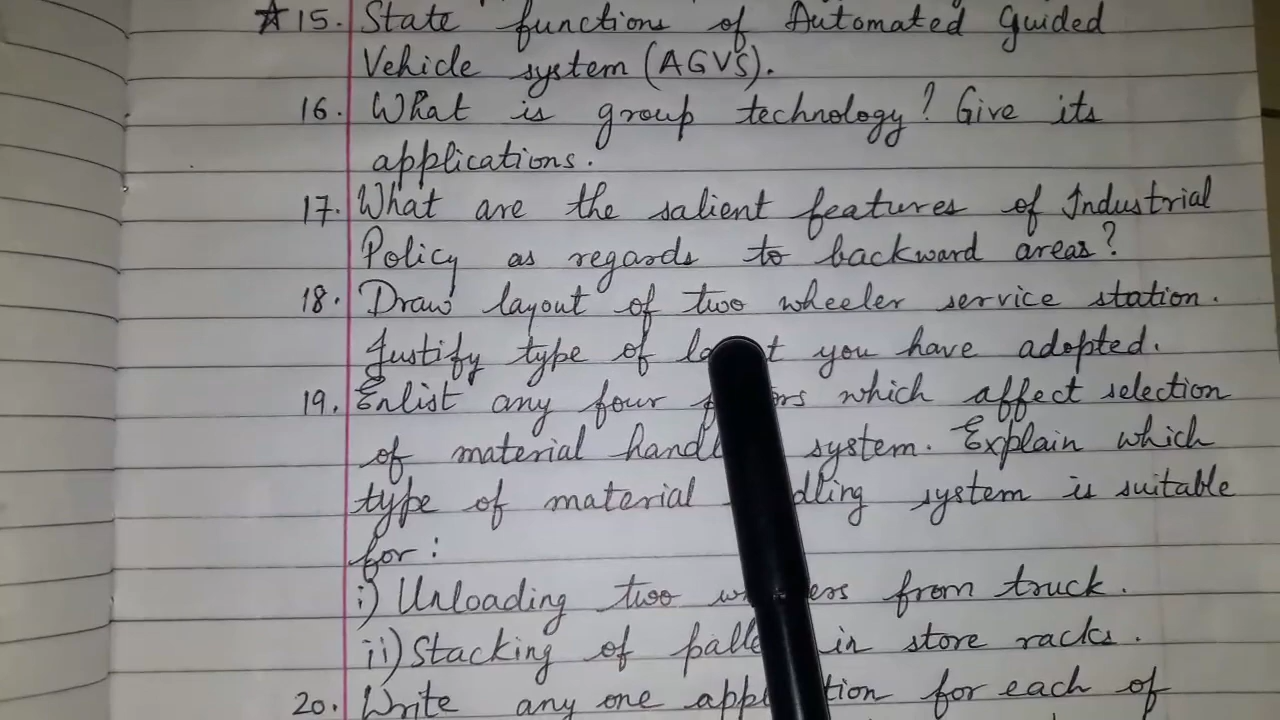 ☆ 15. State functions of Automated Guided
Vehicle system (AGVS).
16. What is group technology? Give its
applications.
17. What are the salient features of Industrial
Policy as regards to backward areas?
18. Draw layout of two wheeler service station.
Justify type of you have adopted.
19. Enlist any four which affect selection
of material system. Explain which
type of material system is suitable
for:
i) Unloading two from truck.
ii) Stacking of in store racks.
20. Write any one for each of